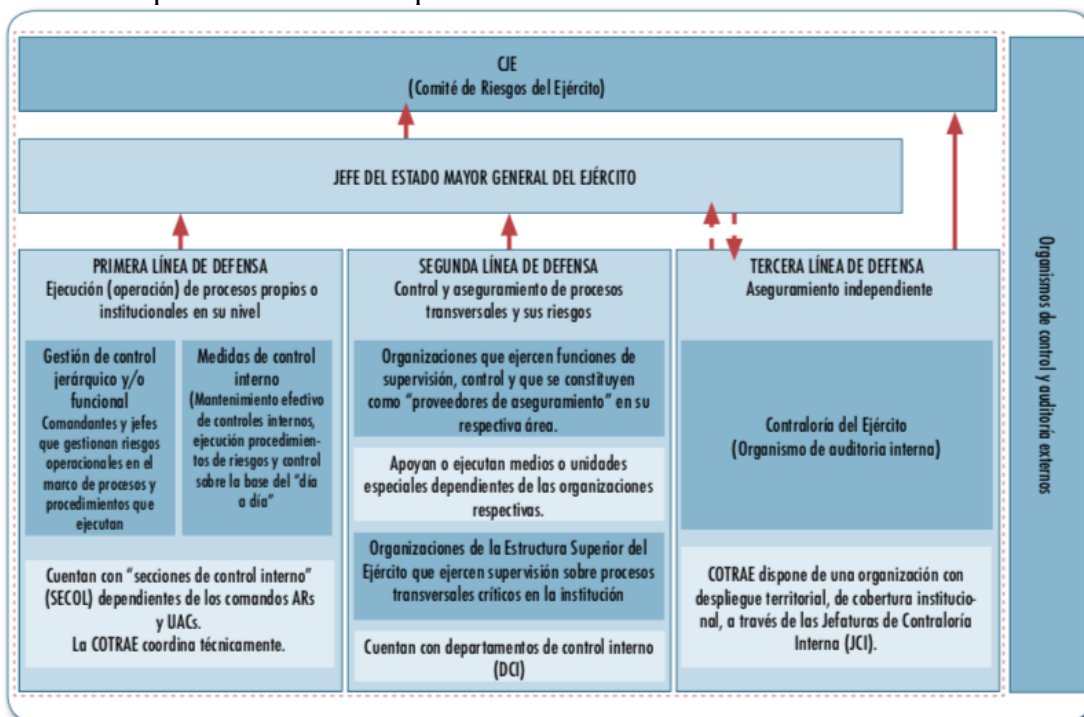 CJE
(Comité de Riesgos del Ejército)
JEFE DEL ESTADO MAYOR GENERAL DEL EJÉRCITO
PRIMERA LÍNEA DE DEFENSA
Ejecución (operación) de procesos propios o
institucionales en su nivel
Gestión de control
jerárquico y/o
funcional
Comandantes y jefes
que gestionan riesgos
operacionales en el
marco de procesos y
procedimientos que
ejecutan
Medidas de control
interno
(Mantenimiento efectivo
de controles internos,
ejecución procedimien-
tos de riesgos y control
sobre la base del “día
a día”
Cuentan con “secciones de control interno”
(SECOL) dependientes de los comandos ARs
y UACs.
La COTRAE coordina técnicamente.
SEGUNDA LÍNEA DE DEFENSA
Control y aseguramiento de procesos
transversales y sus riesgos
Organizaciones que ejercen funciones de
supervisión, control y que se constituyen
como “proveedores de aseguramiento” en su
respectiva área.
Apoyan o ejecutan medios o unidades
especiales dependientes de las organizaciones
respectivas.
Organizaciones de la Estructura Superior del
Ejército que ejercen supervisión sobre procesos
transversales críticos en la institución
Cuentan con departamentos de control interno
(DCI)
TERCERA LÍNEA DE DEFENSA
Aseguramiento independiente
Contraloría del Ejército
(Organismo de auditoria interna)
COTRAE dispone de una organización con
despliegue territorial, de cobertura institucio-
nal, a través de las Jefaturas de Contraloría
Interna (JCI).
Organismos de control y auditoría externos